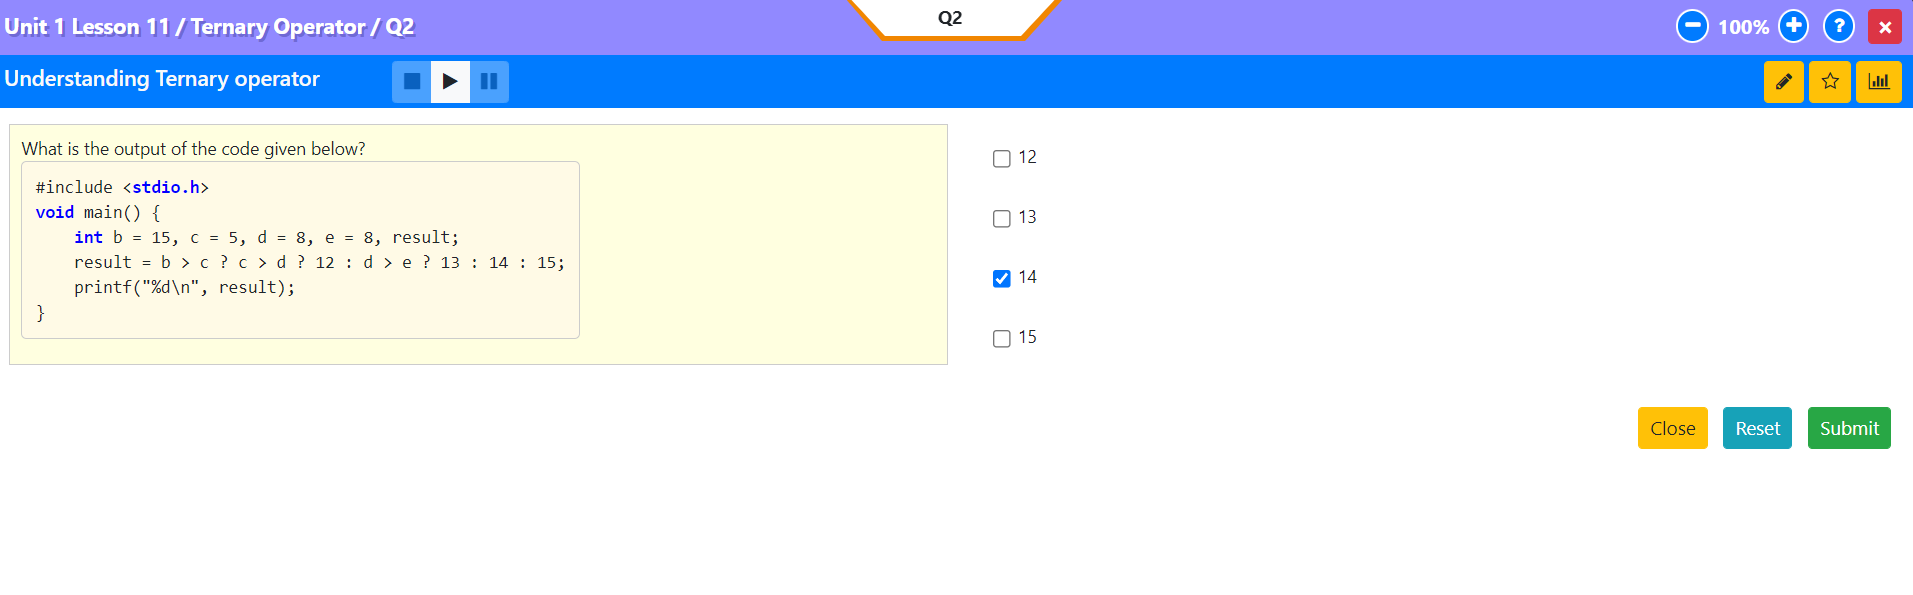 Unit 1 Lesson 11 / Ternary Operator / Q2
Q2
100%
?
Understanding Ternary operator
What is the output of the code given below?
#include <stdio.h>
void main() {
    int b = 15, c = 5, d = 8, e = 8, result;
    result = b > c ? c > d ? 12 : d > e ? 13 : 14 : 15;
    printf("%d\n", result);
}
12
13
14
15
Close
Reset
Submit